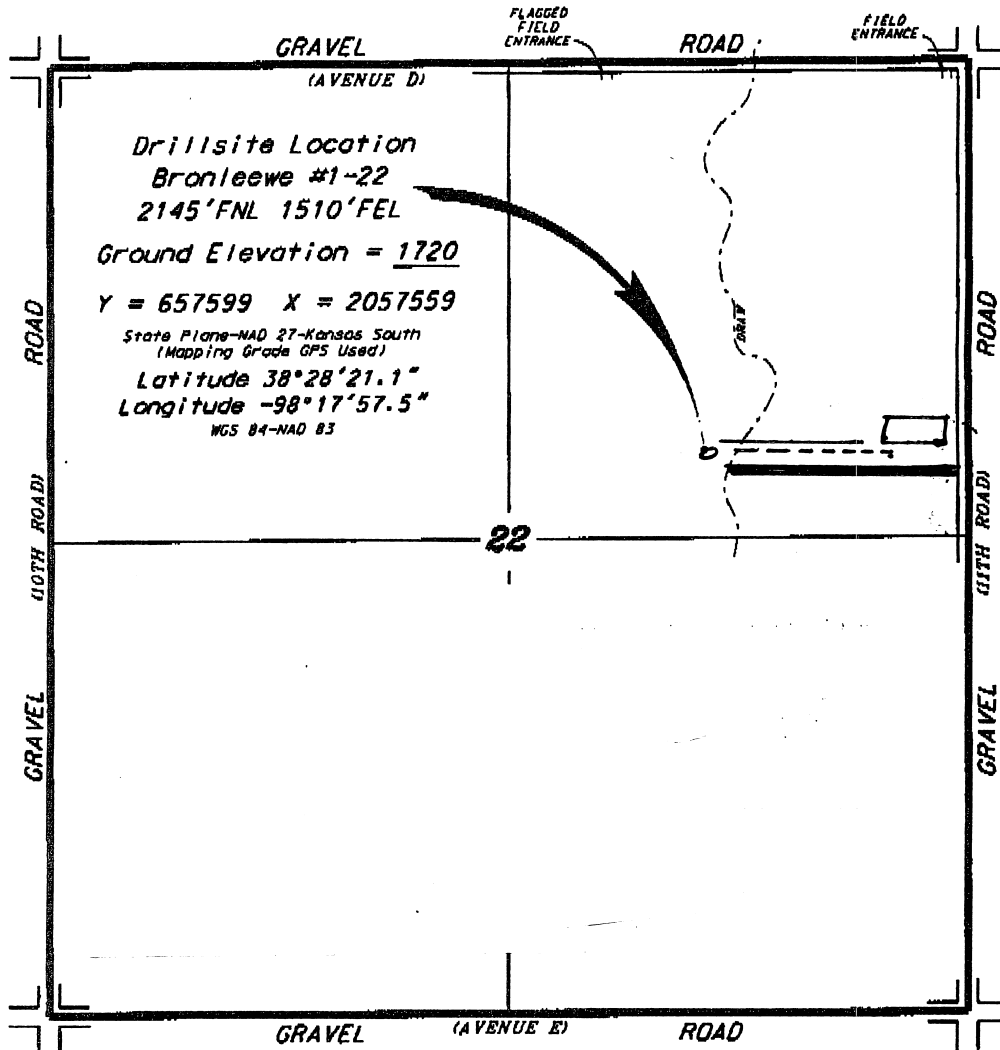 FLAGGED
FIELD
ENTRANCE
FIELD
ENTRANCE
GRAVEL ROAD
(AVENUE D)
Drillsite Location
Bronleewe #1-22
2145'FNL 1510'FEL
Ground Elevation = 1720
Y = 657599 X = 2057559
State Plane-NAD 27-Kansas South
(Mapping Grade GPS Used)
Latitude 38°28'21.1"
Longitude -98°17'57.5"
WGS 84-NAD 83
DRAW
ROAD
(10TH ROAD)
GRAVEL
22
ROAD
(11TH ROAD)
GRAVEL
GRAVEL (AVENUE E) ROAD